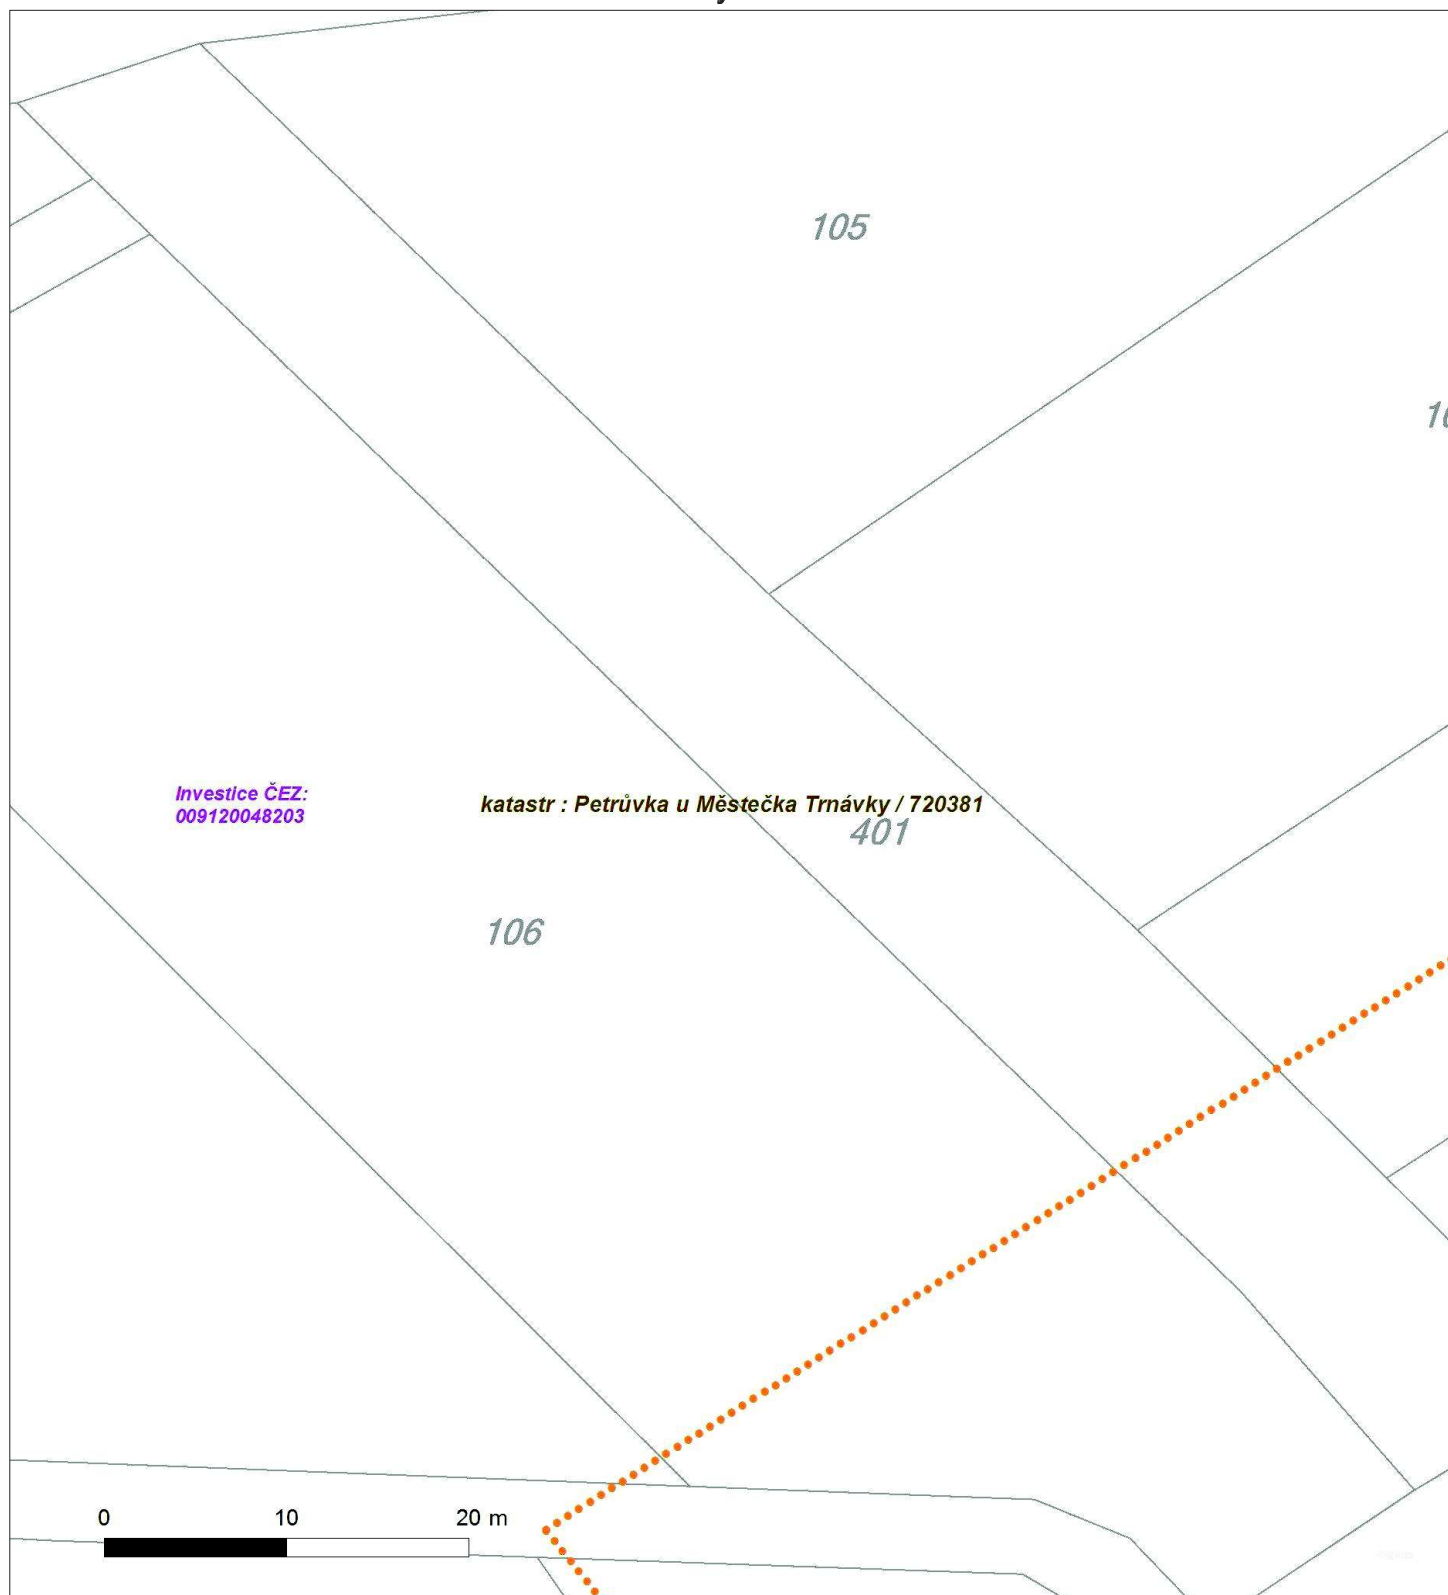 105
Investice ČEZ:
009120048203
katastr : Petrůvka u Městečka Trnávky / 720381
401
106
0 10 20 m